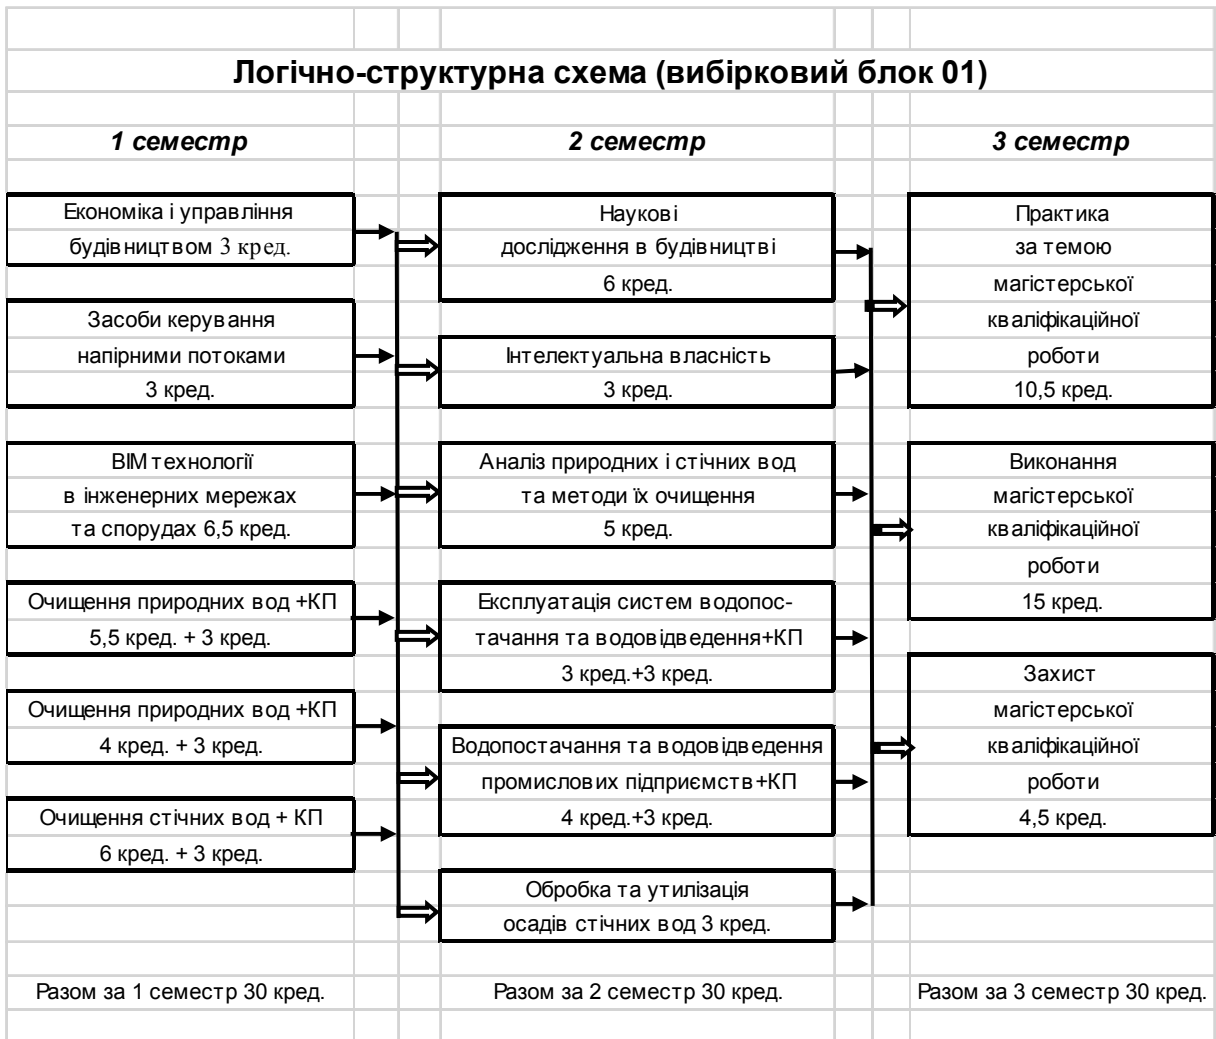 Логічно-структурна схема (вибірковий блок 01)
1 семестр
2 семестр
3 семестр
Економіка і управління
будівництвом 3 кред.
Засоби керування
напірними потоками
3 кред.
BIM технології
в інженерних мережах
та спорудах 6,5 кред.
Очищення природних вод +КП
5,5 кред. + 3 кред.
Очищення природних вод +КП
4 кред. + 3 кред.
Очищення стічних вод + КП
6 кред. + 3 кред.
Наукові
дослідження в будівництві
6 кред.
Інтелектуальна власність
3 кред.
Аналіз природних і стічних вод
та методи їх очищення
5 кред.
Експлуатація систем водопос-
тачання та водовідведення+КП
3 кред.+3 кред.
Водопостачання та водовідведення
промислових підприємств+КП
4 кред.+3 кред.
Обробка та утилізація
осадів стічних вод 3 кред.
Практика
за темою
магістерської
кваліфікаційної
роботи
10,5 кред.
Виконання
магістерської
кваліфікаційної
роботи
15 кред.
Захист
магістерської
кваліфікаційної
роботи
4,5 кред.
Разом за 1 семестр 30 кред.
Разом за 2 семестр 30 кред.
Разом за 3 семестр 30 кред.